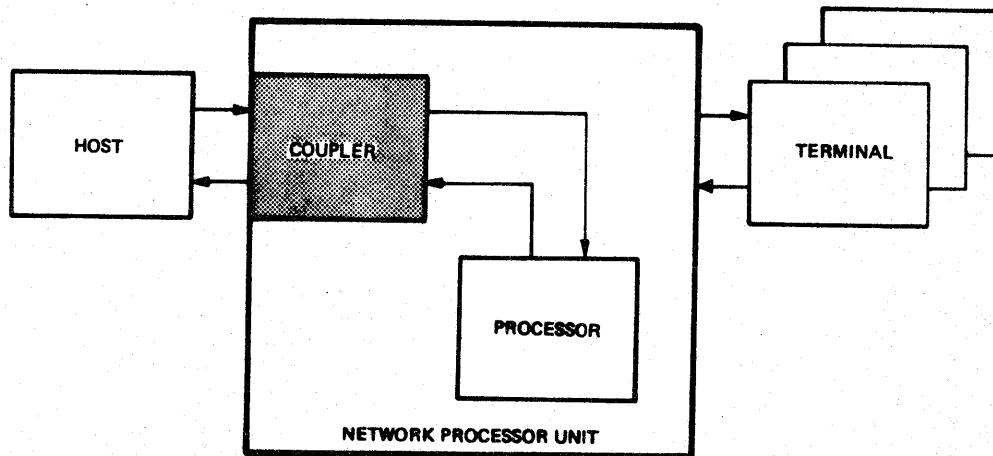 HOST
COUPLER
TERMINAL
PROCESSOR
NETWORK PROCESSOR UNIT